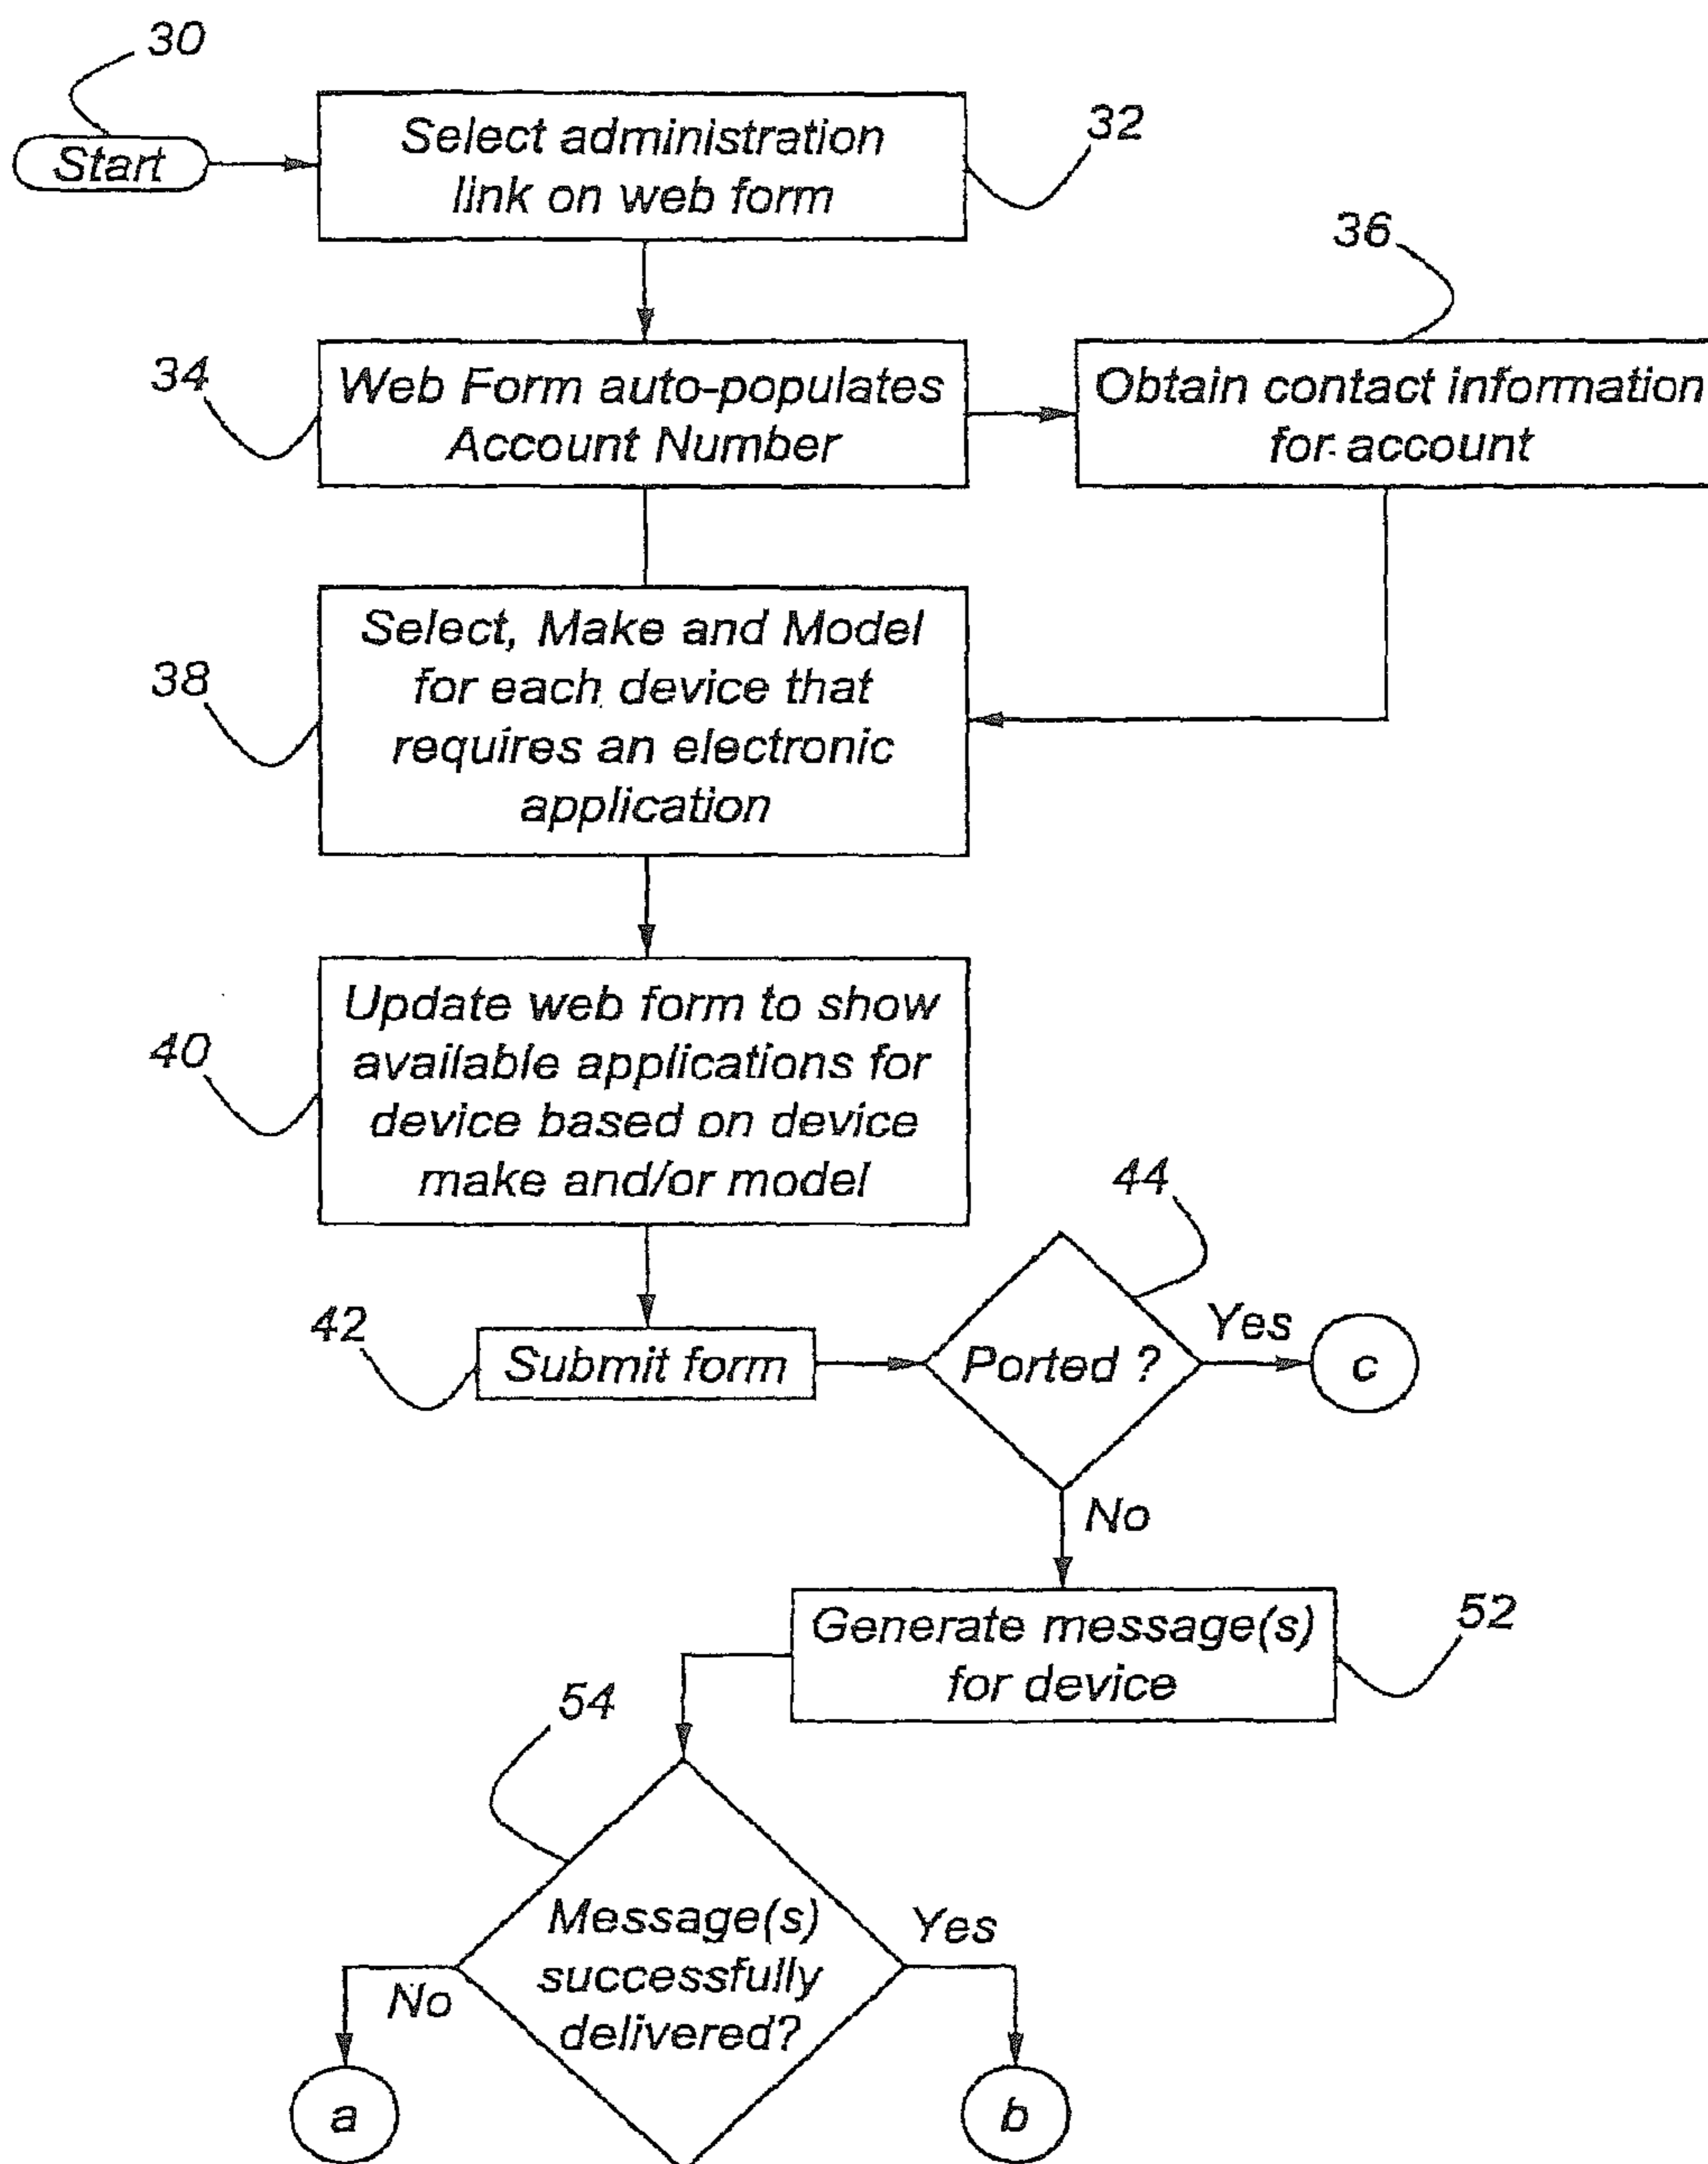 30
Start
Select administration
link on web form
32
36
34
Web Form auto-populates
Account Number
Obtain contact information
for account
38
Select, Make and Model
for each device that
requires an electronic
application
40
Update web form to show
available applications for
device based on device
make and/or model
44
42
Submit form
Ported ?
Yes
c
No
Generate message(s)
for device
52
54
Message(s)
successfully
delivered?
Yes
No
a
b